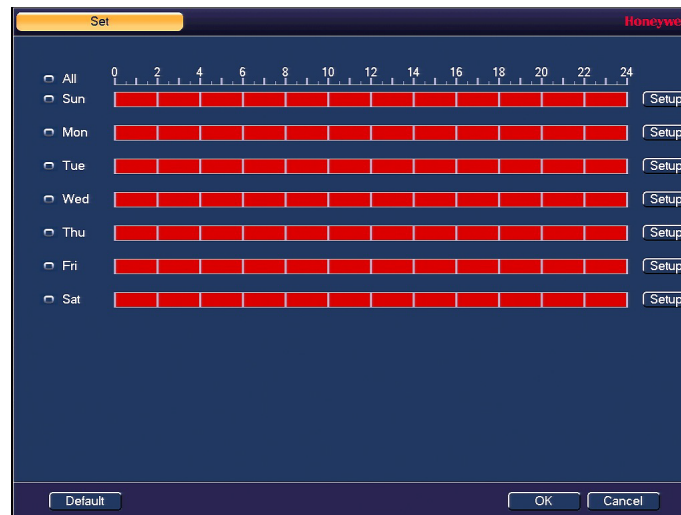 Set
Honeywe
All 0 2 4 6 8 10 12 14 16 18 20 22 24
Sun Setup
Mon Setup
Tue Setup
Wed Setup
Thu Setup
Fri Setup
Sat Setup
Default OK Cancel